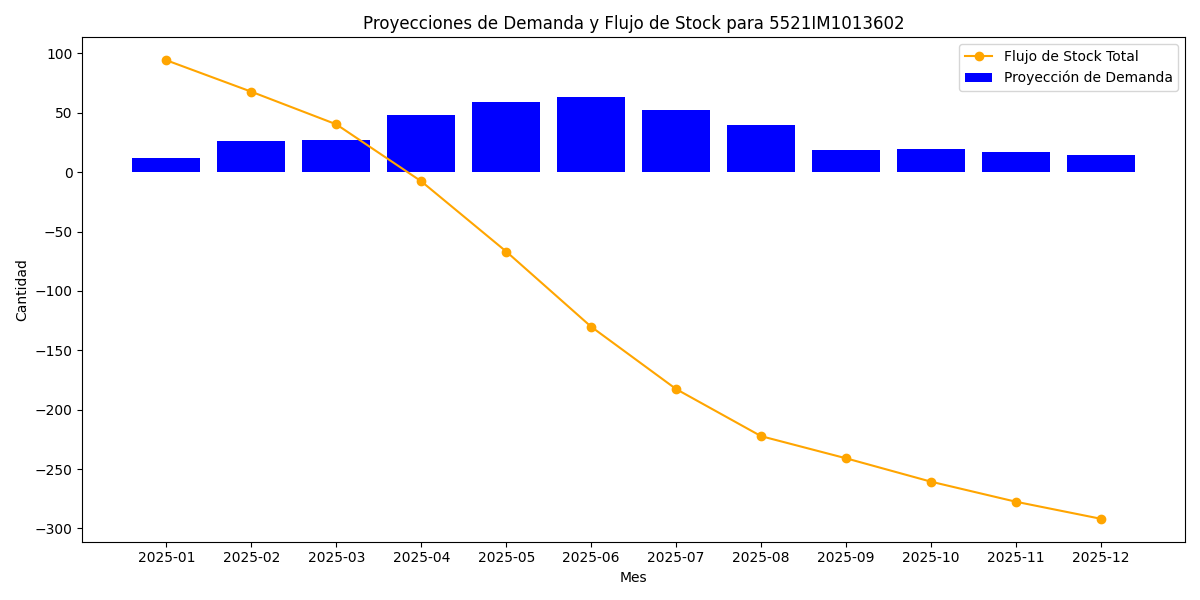 Proyecciones de Demanda y Flujo de Stock para 5521IM1013602
Flujo de Stock Total
Proyección de Demanda
Cantidad
100
50
0
−50
−100
−150
−200
−250
−300
2025-01 2025-02 2025-03 2025-04 2025-05 2025-06 2025-07 2025-08 2025-09 2025-10 2025-11 2025-12
Mes